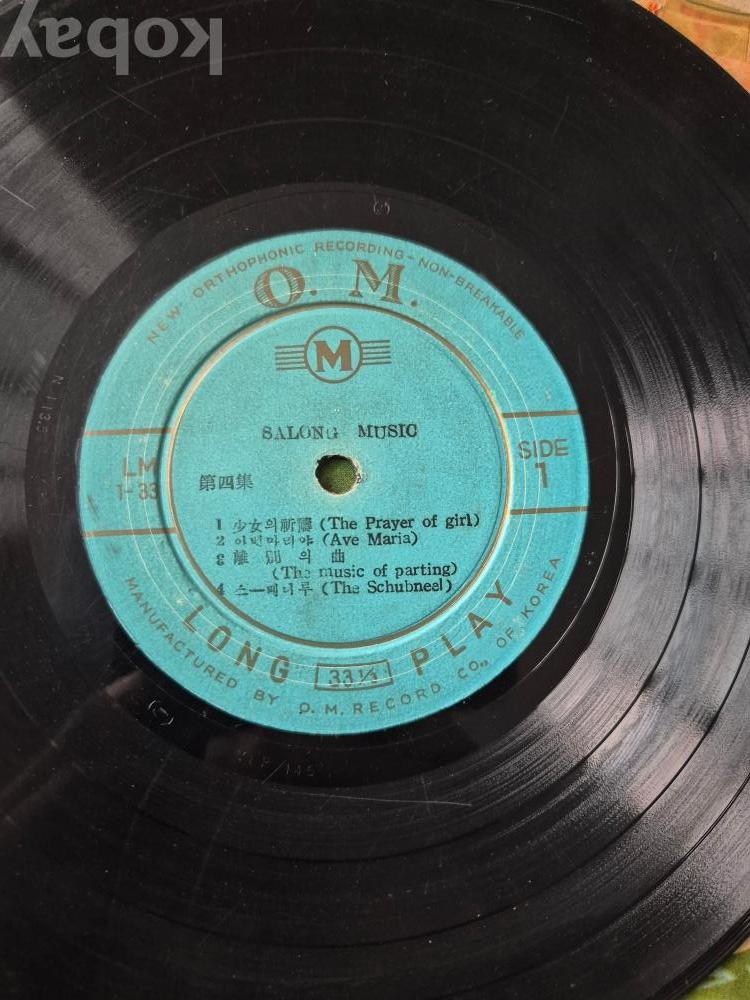 kobay
NEW ORTHOPHONIC RECORDING - NON-BREAKABLE
O. M.
M
SALONG MUSIC
LM
1-33
SIDE
1
第四集
1 少女의祈禱 (The Prayer of girl)
2 아베마리아 (Ave Maria)
3 離別의曲
(The music of parting)
4 스ー베니루 (The Schubneel)
LONG 33⅓ PLAY
MANUFACTURED BY O. M. RECORD CO., OF KOREA